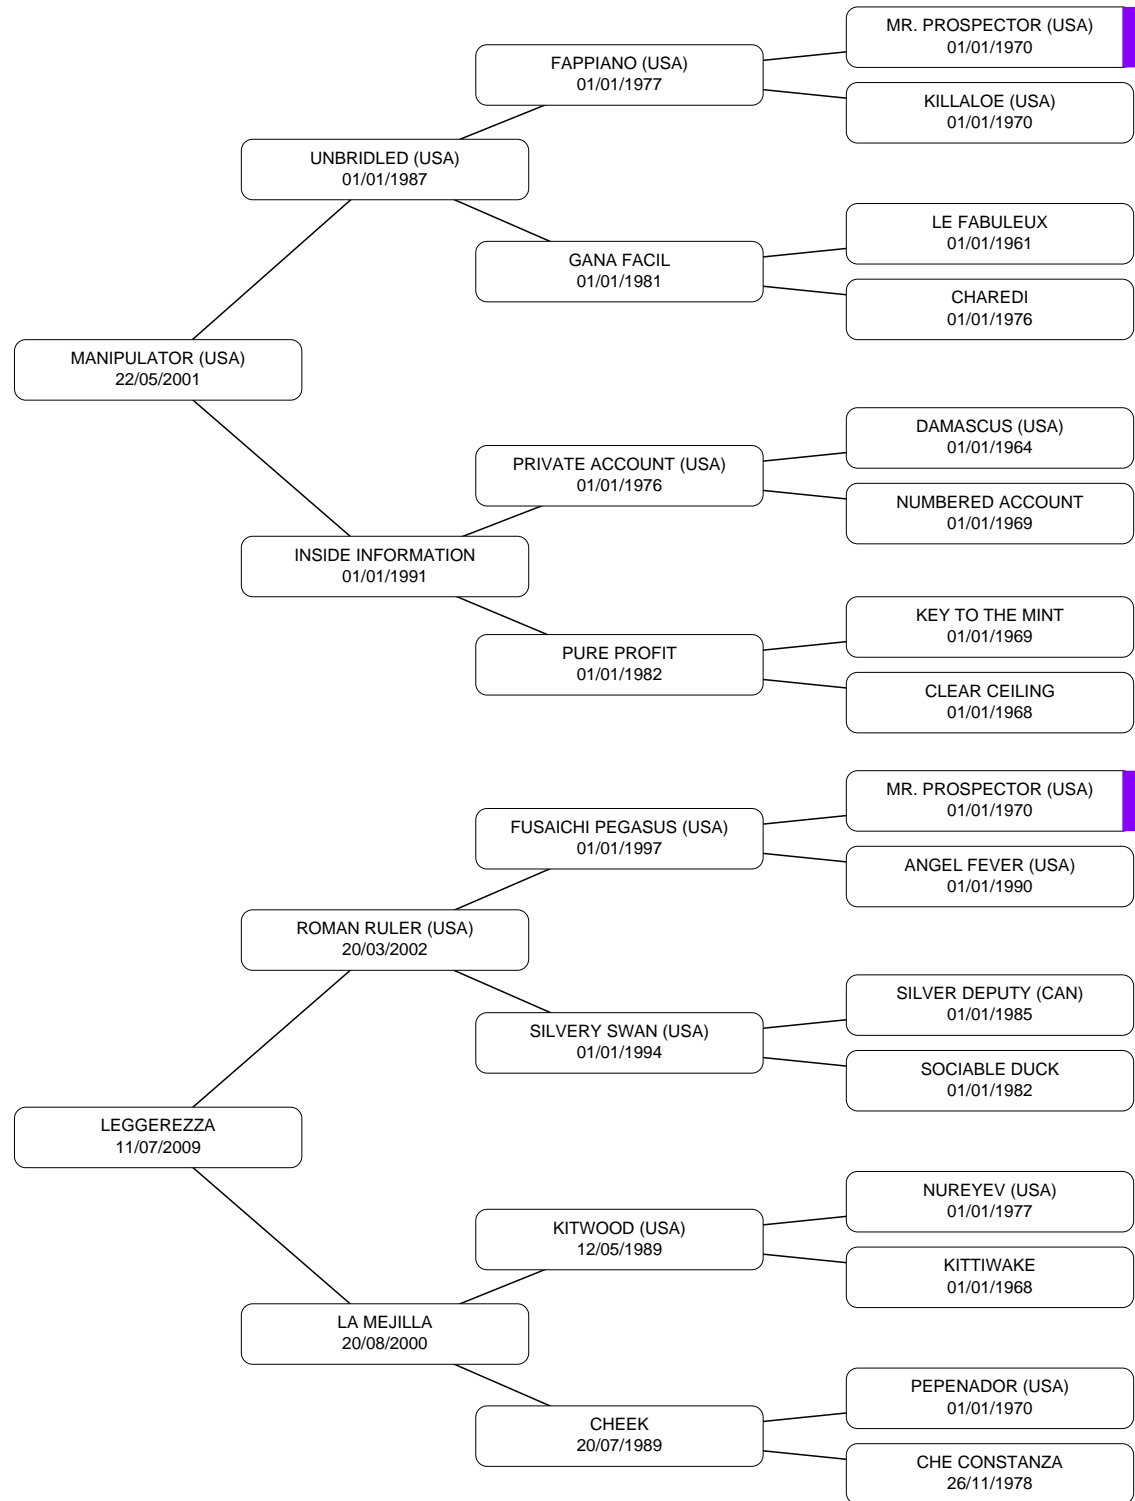 MR. PROSPECTOR (USA)
01/01/1970
FAPPIANO (USA)
01/01/1977
KILLALOE (USA)
01/01/1970
UNBRIDLED (USA)
01/01/1987
LE FABULEUX
01/01/1961
GANA FACIL
01/01/1981
CHAREDI
01/01/1976
MANIPULATOR (USA)
22/05/2001
DAMASCUS (USA)
01/01/1964
PRIVATE ACCOUNT (USA)
01/01/1976
NUMBERED ACCOUNT
01/01/1969
INSIDE INFORMATION
01/01/1991
KEY TO THE MINT
01/01/1969
PURE PROFIT
01/01/1982
CLEAR CEILING
01/01/1968
MR. PROSPECTOR (USA)
01/01/1970
FUSAICHI PEGASUS (USA)
01/01/1997
ANGEL FEVER (USA)
01/01/1990
ROMAN RULER (USA)
20/03/2002
SILVER DEPUTY (CAN)
01/01/1985
SILVERY SWAN (USA)
01/01/1994
SOCIABLE DUCK
01/01/1982
LEGGEREZZA
11/07/2009
NUREYEV (USA)
01/01/1977
KITWOOD (USA)
12/05/1989
KITTIWAKE
01/01/1968
LA MEJILLA
20/08/2000
PEPENADOR (USA)
01/01/1970
CHEEK
20/07/1989
CHE CONSTANZA
26/11/1978